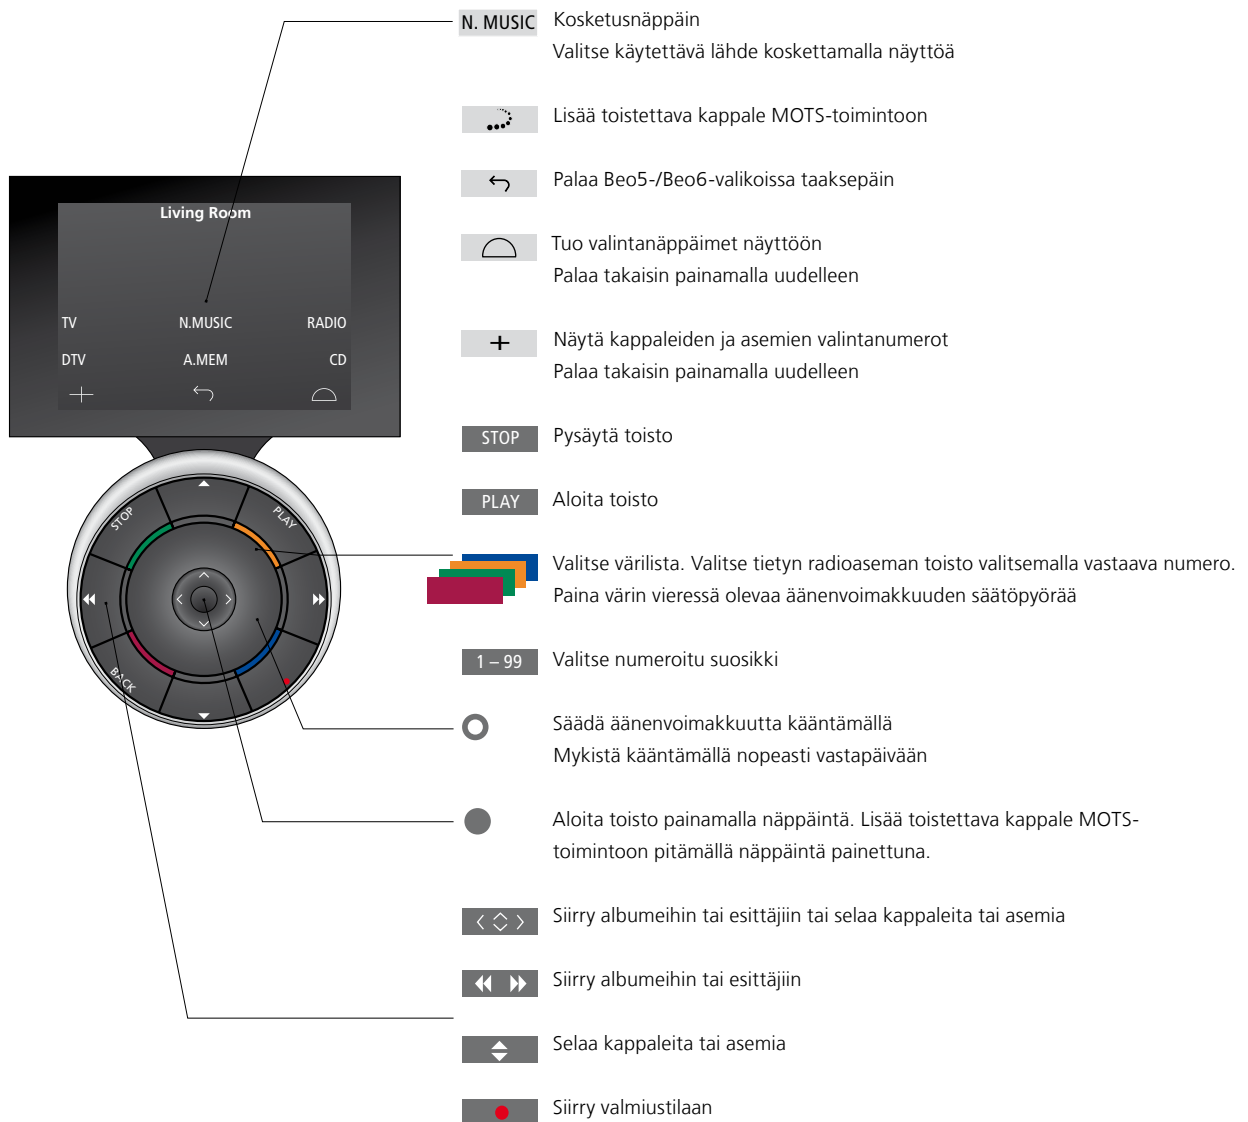 N. MUSIC Kosketusnäppäin
Valitse käytettävä lähde koskettamalla näyttöä
Lisää toistettava kappale MOTS-toimintoon
Palaa Beo5-/Beo6-valikoissa taaksepäin
Tuo valintanäppäimet näyttöön
Palaa takaisin painamalla uudelleen
Näytä kappaleiden ja asemien valintanumerot
Palaa takaisin painamalla uudelleen
STOP Pysäytä toisto
PLAY Aloita toisto
Valitse värilista. Valitse tietyn radioaseman toisto valitsemalla vastaava numero.
Paina värin vieressä olevaa äänenvoimakkuuden säätöpyörää
1 – 99 Valitse numeroitu suosikki
Säädä äänenvoimakkuutta kääntämällä
Mykistä kääntämällä nopeasti vastapäivään
Aloita toisto painamalla näppäintä. Lisää toistettava kappale MOTS-
toimintoon pitämällä näppäintä painettuna.
Siirry albumeihin tai esittäjiin tai selaa kappaleita tai asemia
Siirry albumeihin tai esittäjiin
Selaa kappaleita tai asemia
Siirry valmiustilaan
Living Room
TV N.MUSIC RADIO
DTV A.MEM CD
STOP PLAY
BACK